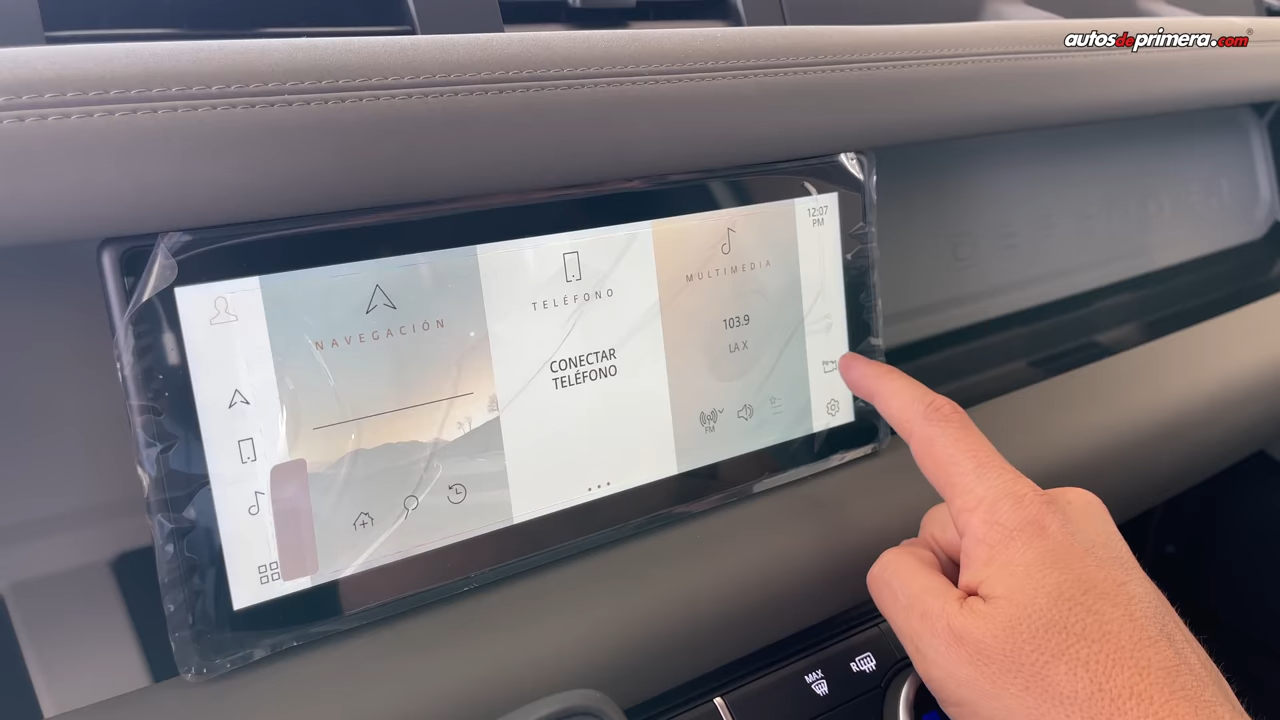 autosdeprimera.com®
12:07
PM
NAVEGACIÓN
TELÉFONO
CONECTAR
TELÉFONO
MULTIMEDIA
103.9
LA X
FM
MAX
R